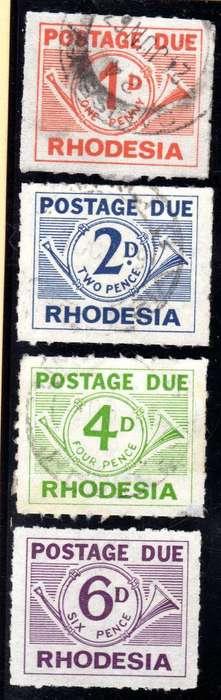 POSTAGE DUE
1D
ONE PENNY
RHODESIA
POSTAGE DUE
2D.
TWO PENCE
RHODESIA
POSTAGE DUE
4D
FOUR PENCE
RHODESIA
POSTAGE DUE
6D
SIX PENCE
RHODESIA